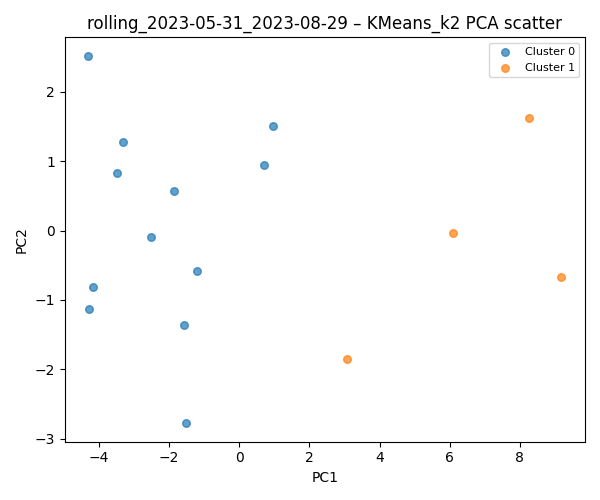 rolling_2023-05-31_2023-08-29 – KMeans_k2 PCA scatter
Cluster 0
Cluster 1
2
1
0
−1
−2
−3
PC2
−4
−2
0
2
4
6
8
PC1